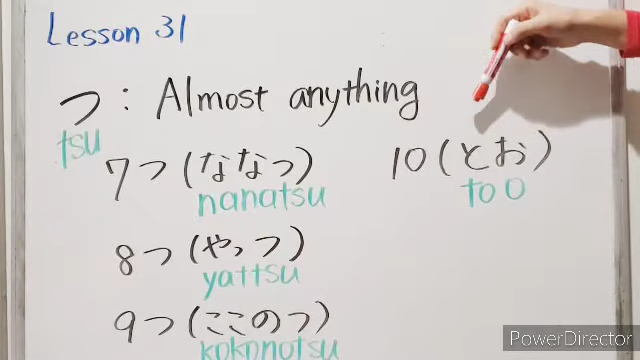 Lesson 31
つ : Almost anything
tsu
7つ (ななつ)
nanatsu
8つ (やっつ)
yattsu
9つ (ここのつ)
kokonotsu
10 (とお)
too
PowerDirector